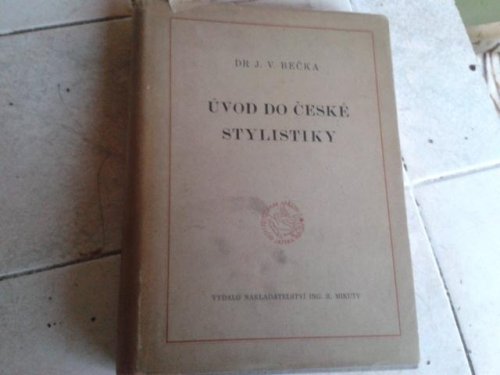 DR J. V. BEČKA
ÚVOD DO ČESKÉ
STYLISTIKY
VYDALO NAKLADATELSTVÍ ING. R. MIKUTY